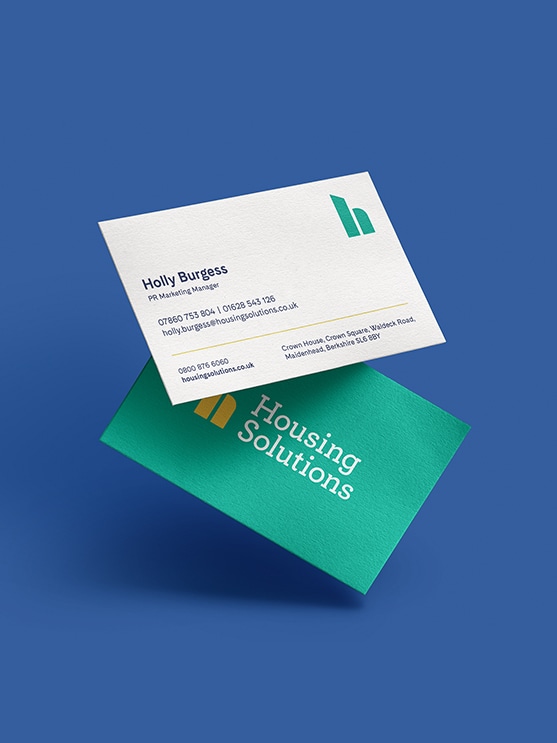 Holly Burgess
PR Marketing Manager
07860 753 804 | 01628 543 126
holly.burgess@housingsolutions.co.uk
0800 876 6060
housingsolutions.co.uk
Crown House, Crown Square, Waldeck Road,
Maidenhead, Berkshire SL6 8BY
Housing
Solutions